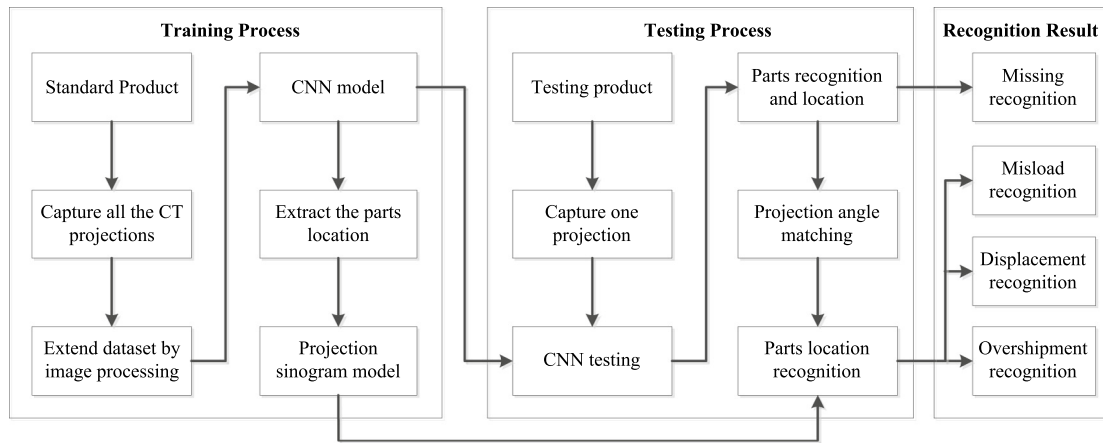 Training Process
Standard Product
Capture all the CT
projections
Extend dataset by
image processing
CNN model
Extract the parts
location
Projection
sinogram model
Testing Process
Testing product
Capture one
projection
CNN testing
Parts recognition
and location
Projection angle
matching
Parts location
recognition
Recognition Result
Missing
recognition
Misload
recognition
Displacement
recognition
Overshipment
recognition